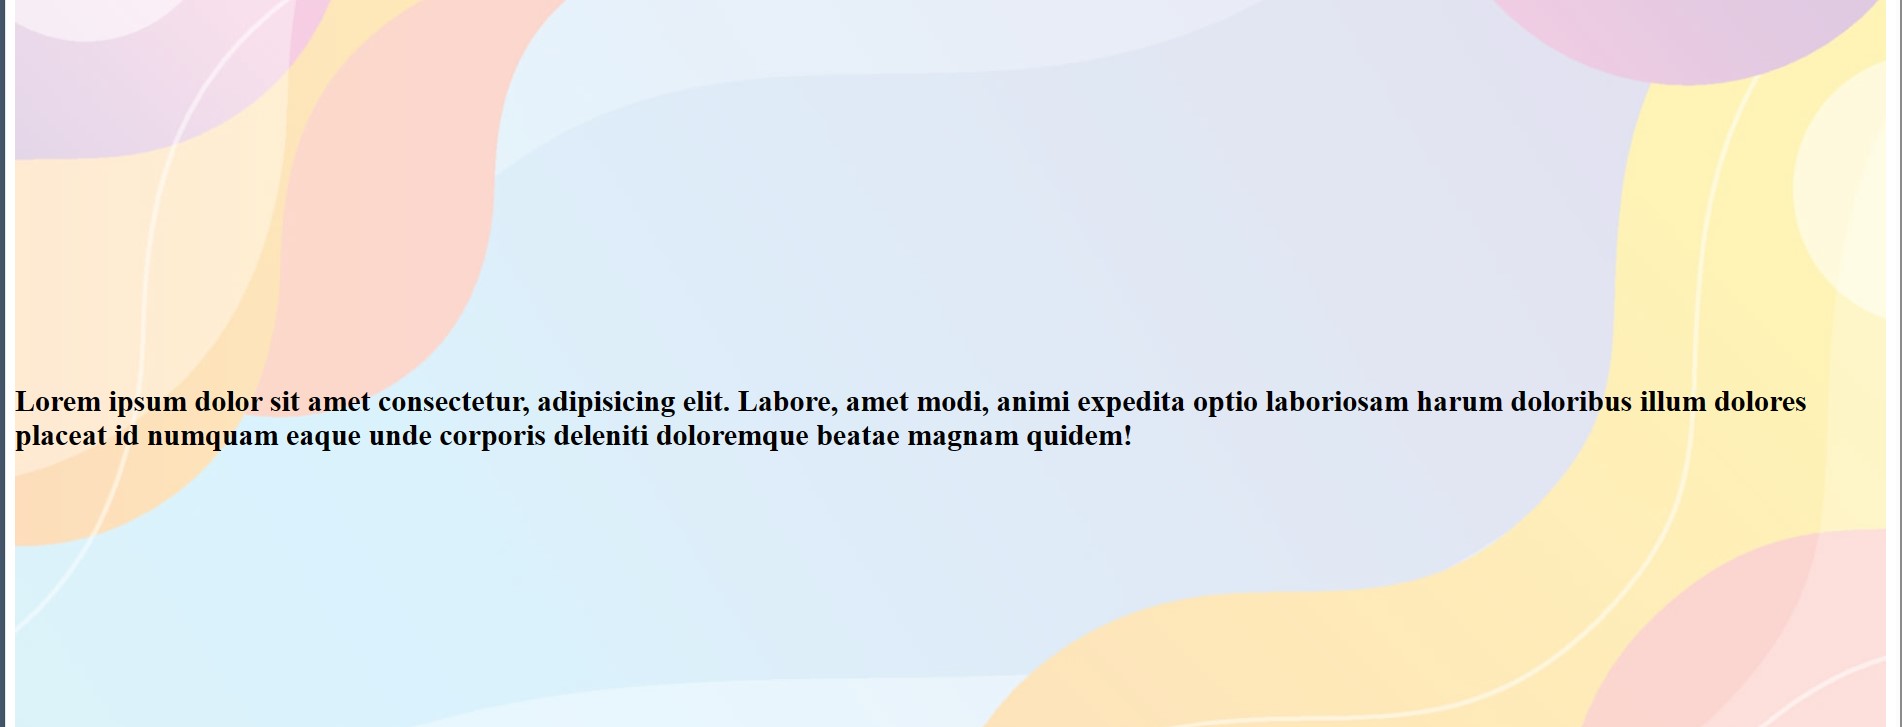 Lorem ipsum dolor sit amet consectetur, adipisicing elit. Labore, amet modi, animi expedita optio laboriosam harum doloribus illum dolores
placeat id numquam eaque unde corporis deleniti doloremque beatae magnam quidem!